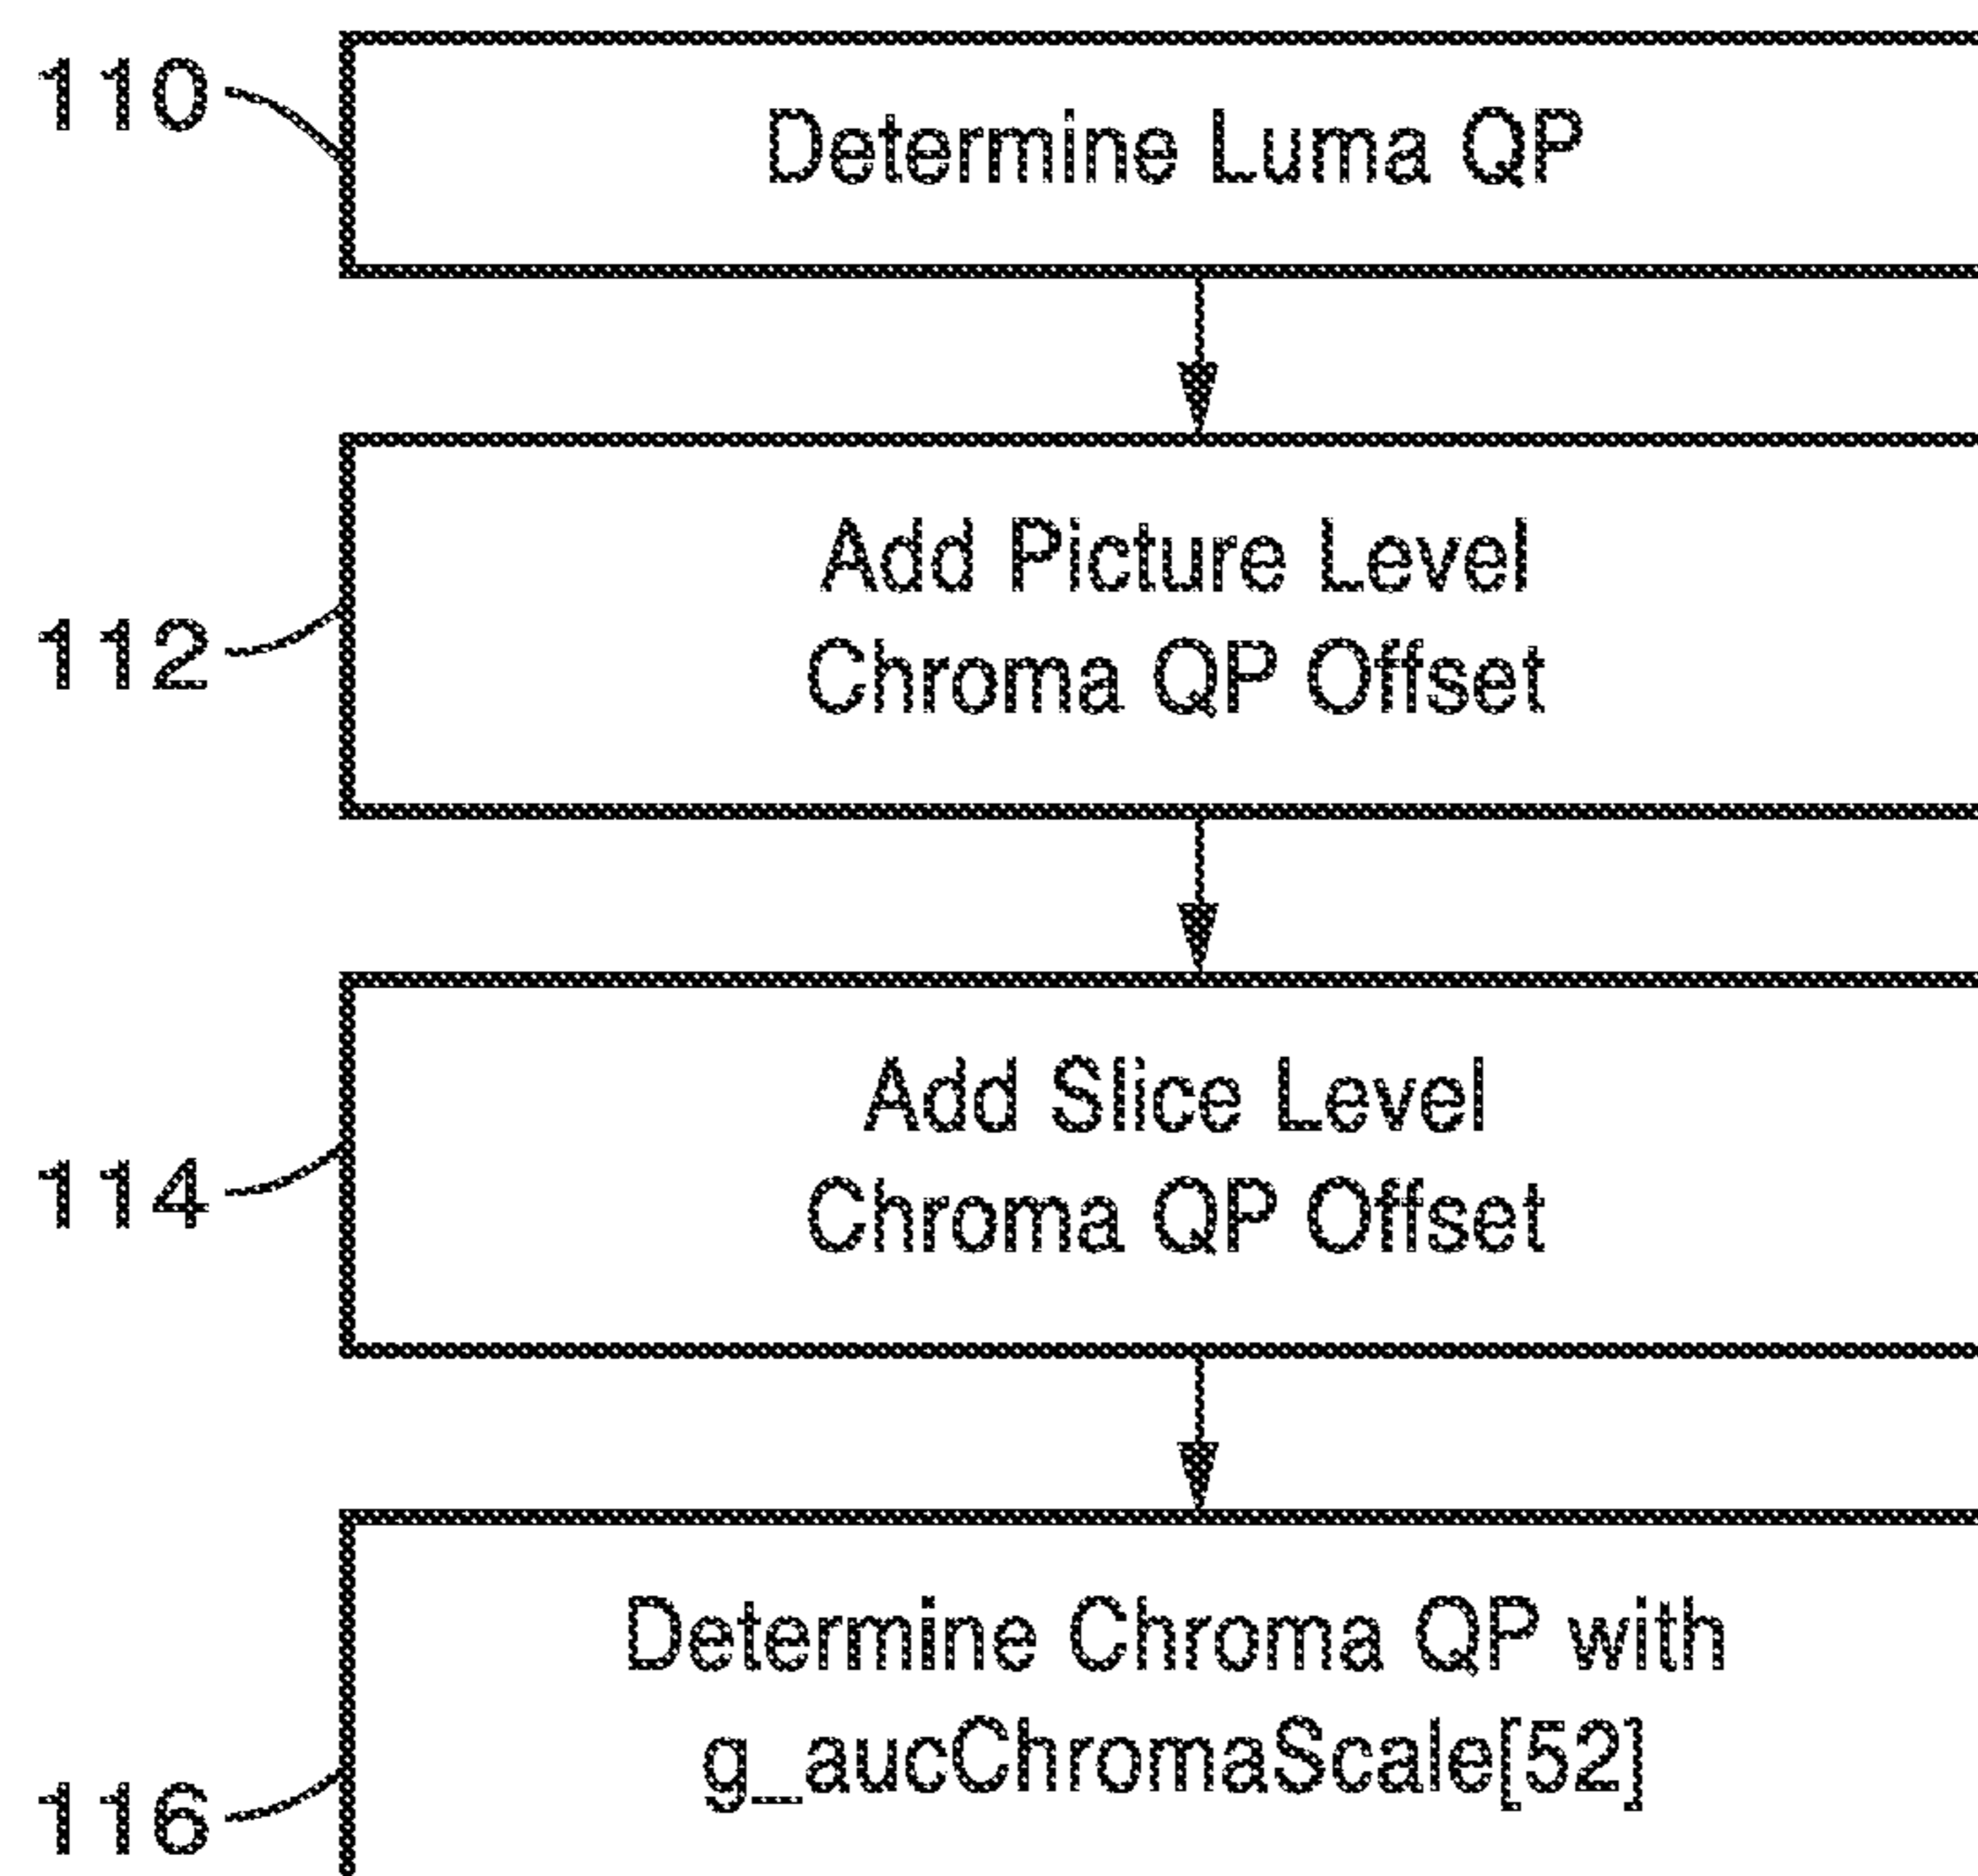 110
Determine Luma QP
112
Add Picture Level
Chroma QP Offset
114
Add Slice Level
Chroma QP Offset
116
Determine Chroma QP with
g_aucChromaScale[52]